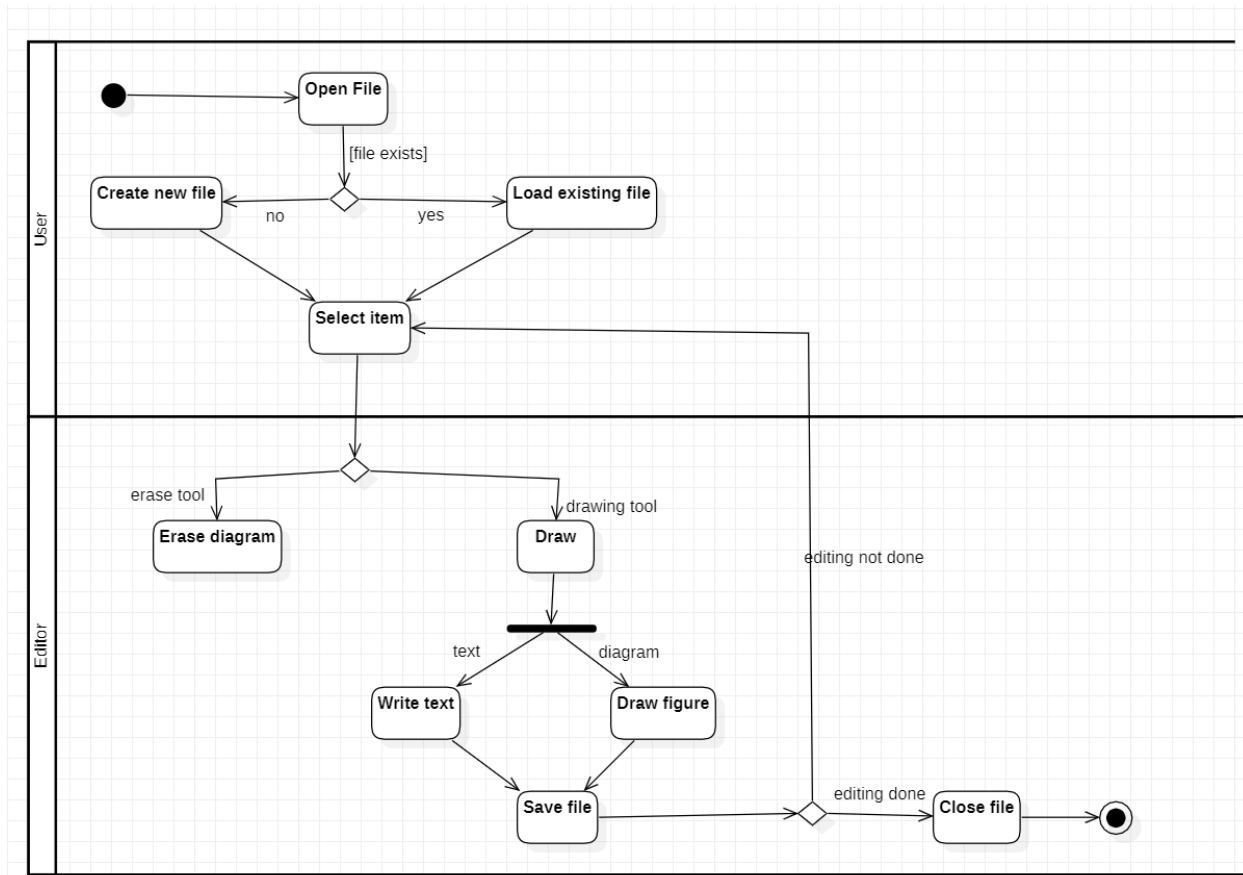 Open File
[file exists]
Create new file
Load existing file
no
yes
User
Select item
erase tool
drawing tool
Erase diagram
Draw
editing not done
Editor
text
diagram
Write text
Draw figure
editing done
Save file
Close file